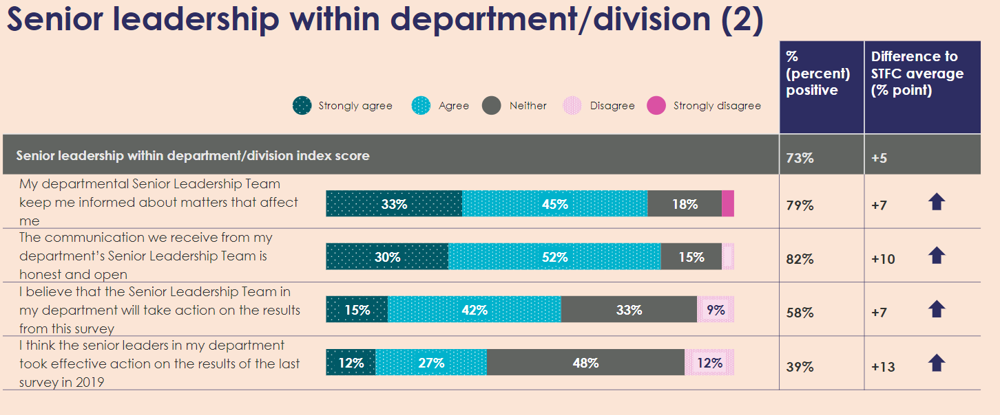 Senior leadership within department/division (2)
%
(percent)
positive
Difference to
STFC average
(% point)
Strongly agree
Agree
Neither
Disagree
Strongly disagree
Senior leadership within department/division index score
73%
+5
My departmental Senior Leadership Team
keep me informed about matters that affect
me
33%
45%
18%
79%
+7
The communication we receive from my
department’s Senior Leadership Team is
honest and open
30%
52%
15%
82%
+10
I believe that the Senior Leadership Team in
my department will take action on the results
from this survey
15%
42%
33%
9%
58%
+7
I think the senior leaders in my department
took effective action on the results of the last
survey in 2019
12%
27%
48%
12%
39%
+13